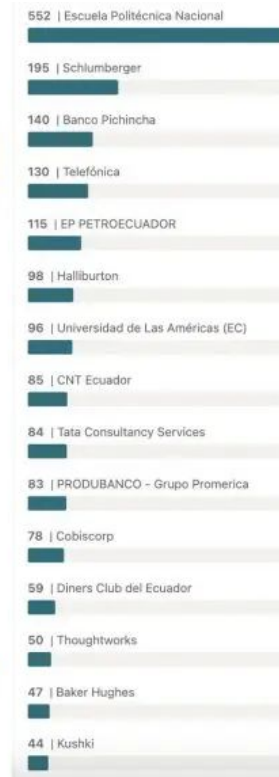 552 | Escuela Politécnica Nacional
195 | Schlumberger
140 | Banco Pichincha
130 | Telefónica
115 | EP PETROECUADOR
98 | Halliburton
96 | Universidad de Las Américas (EC)
85 | CNT Ecuador
84 | Tata Consultancy Services
83 | PRODUBANCO - Grupo Promerica
78 | Cobiscorp
59 | Diners Club del Ecuador
50 | Thoughtworks
47 | Baker Hughes
44 | Kushki